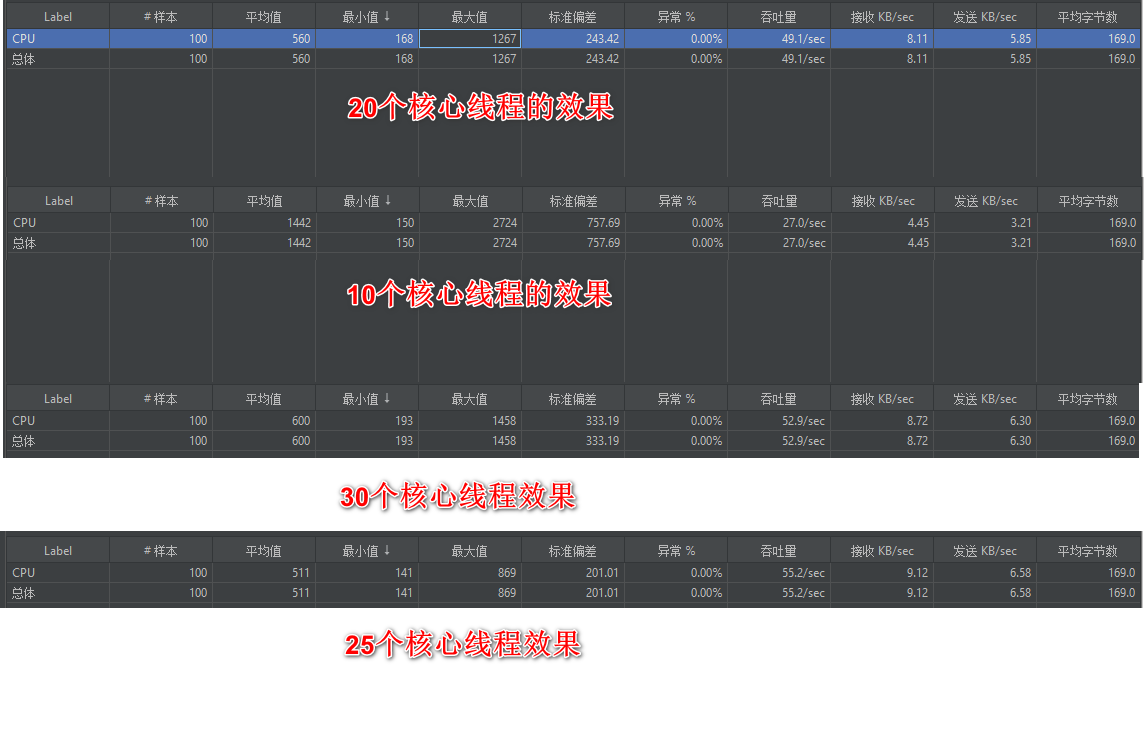 Label # 样本 平均值 最小值 ↓ 最大值 标准偏差 异常 % 吞吐量 接收 KB/sec 发送 KB/sec 平均字节数
CPU 100 560 168 1267 243.42 0.00% 49.1/sec 8.11 5.85 169.0
总体 100 560 168 1267 243.42 0.00% 49.1/sec 8.11 5.85 169.0
20个核心线程的效果
Label # 样本 平均值 最小值 ↓ 最大值 标准偏差 异常 % 吞吐量 接收 KB/sec 发送 KB/sec 平均字节数
CPU 100 1442 150 2724 757.69 0.00% 27.0/sec 4.45 3.21 169.0
总体 100 1442 150 2724 757.69 0.00% 27.0/sec 4.45 3.21 169.0
10个核心线程的效果
Label # 样本 平均值 最小值 ↓ 最大值 标准偏差 异常 % 吞吐量 接收 KB/sec 发送 KB/sec 平均字节数
CPU 100 600 193 1458 333.19 0.00% 52.9/sec 8.72 6.30 169.0
总体 100 600 193 1458 333.19 0.00% 52.9/sec 8.72 6.30 169.0
30个核心线程效果
Label # 样本 平均值 最小值 ↓ 最大值 标准偏差 异常 % 吞吐量 接收 KB/sec 发送 KB/sec 平均字节数
CPU 100 511 141 869 201.01 0.00% 55.2/sec 9.12 6.58 169.0
总体 100 511 141 869 201.01 0.00% 55.2/sec 9.12 6.58 169.0
25个核心线程效果